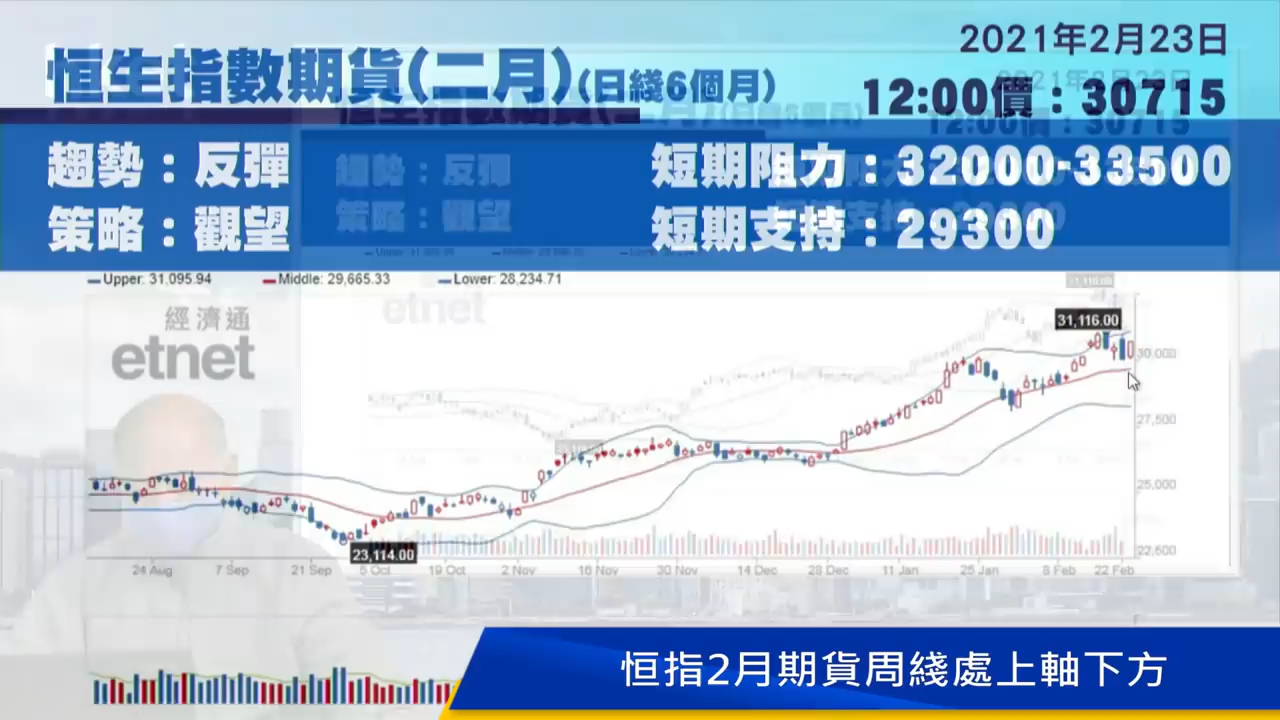 2021年2月23日
恒生指數期貨(二月)(日綫6個月)
12:00價：30715
趨勢：反彈
短期阻力：32000-33500
策略：觀望
短期支持：29300
Upper: 31,095.94 Middle: 29,665.33 Lower: 28,234.71
經濟通
etnet
31,116.00
30,000
27,500
25,000
23,114.00
22,500
24 Aug 7 Sep 21 Sep 5 Oct 19 Oct 2 Nov 16 Nov 30 Nov 14 Dec 28 Dec 11 Jan 25 Jan 8 Feb 22 Feb
恒指2月期貨周綫處上軸下方